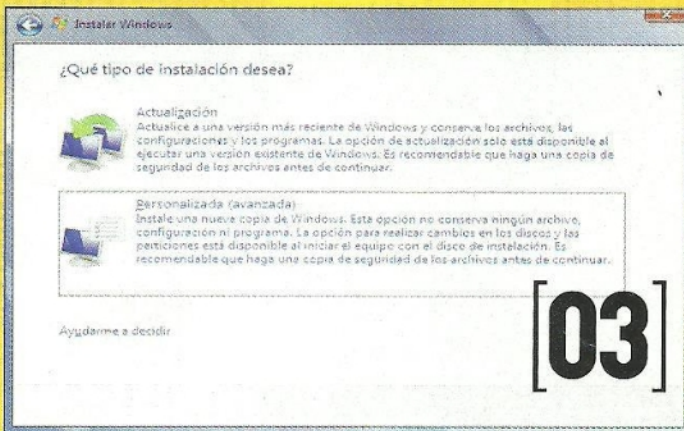 Instalar Windows
¿Qué tipo de instalación desea?
Actualización
Actualice a una versión más reciente de Windows y conserve los archivos, las
configuraciones y los programas. La opción de actualización solo está disponible al
ejecutar una versión existente de Windows. Es recomendable que haga una copia de
seguridad de los archivos antes de continuar.
Personalizada (avanzada)
Instale una nueva copia de Windows. Esta opción no conserva ningún archivo,
configuración ni programa. La opción para realizar cambios en los discos y las
particiones está disponible al iniciar el equipo con el disco de instalación. Es
recomendable que haga una copia de seguridad de los archivos antes de continuar.
Ayudarme a decidir
[03]